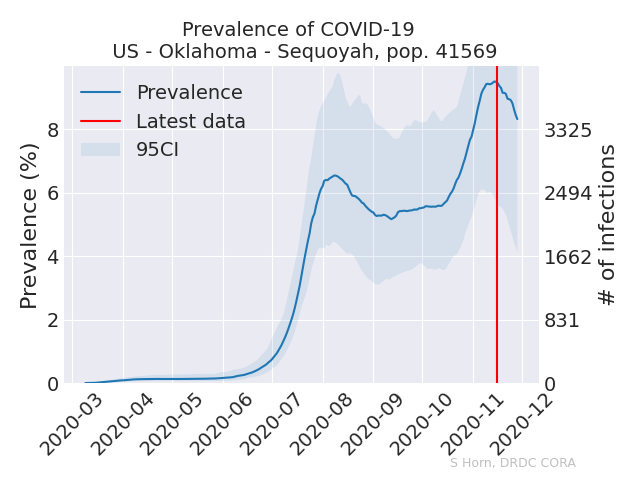 Prevalence of COVID-19
US - Oklahoma - Sequoyah, pop. 41569
Prevalence
Latest data
95CI
Prevalence (%)
8
6
4
2
0
3325
2494
1662
831
0
# of infections
2020-03
2020-04
2020-05
2020-06
2020-07
2020-08
2020-09
2020-10
2020-11
2020-12
S Horn, DRDC CORA